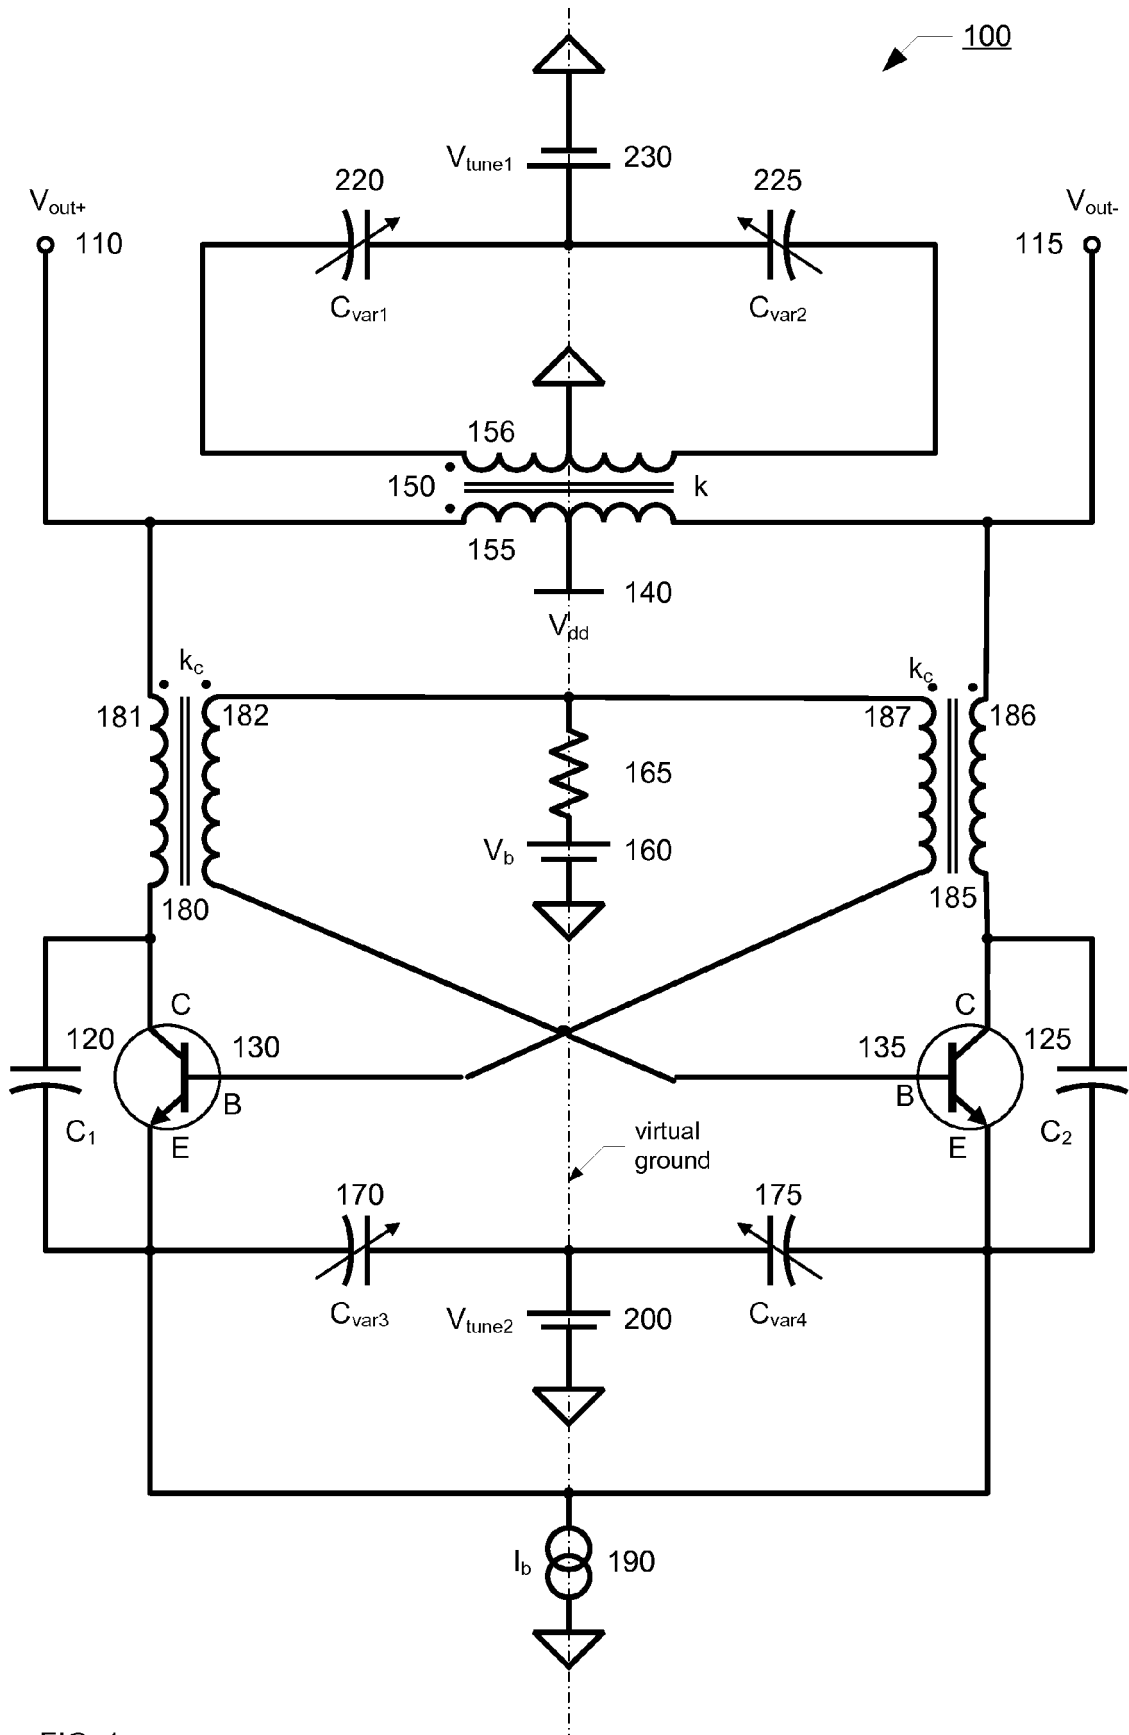 100
Vtune1 230
220 225
Vout+ Vout-
110 115
Cvar1 Cvar2
156
150 k
155
140
Vdd
kc kc
181 182 187 186
165
Vb 160
180 185
C C
120 130 135 125
B B
C1 E E C2
virtual
ground
170 175
Cvar3 Vtune2 200 Cvar4
Ib 190